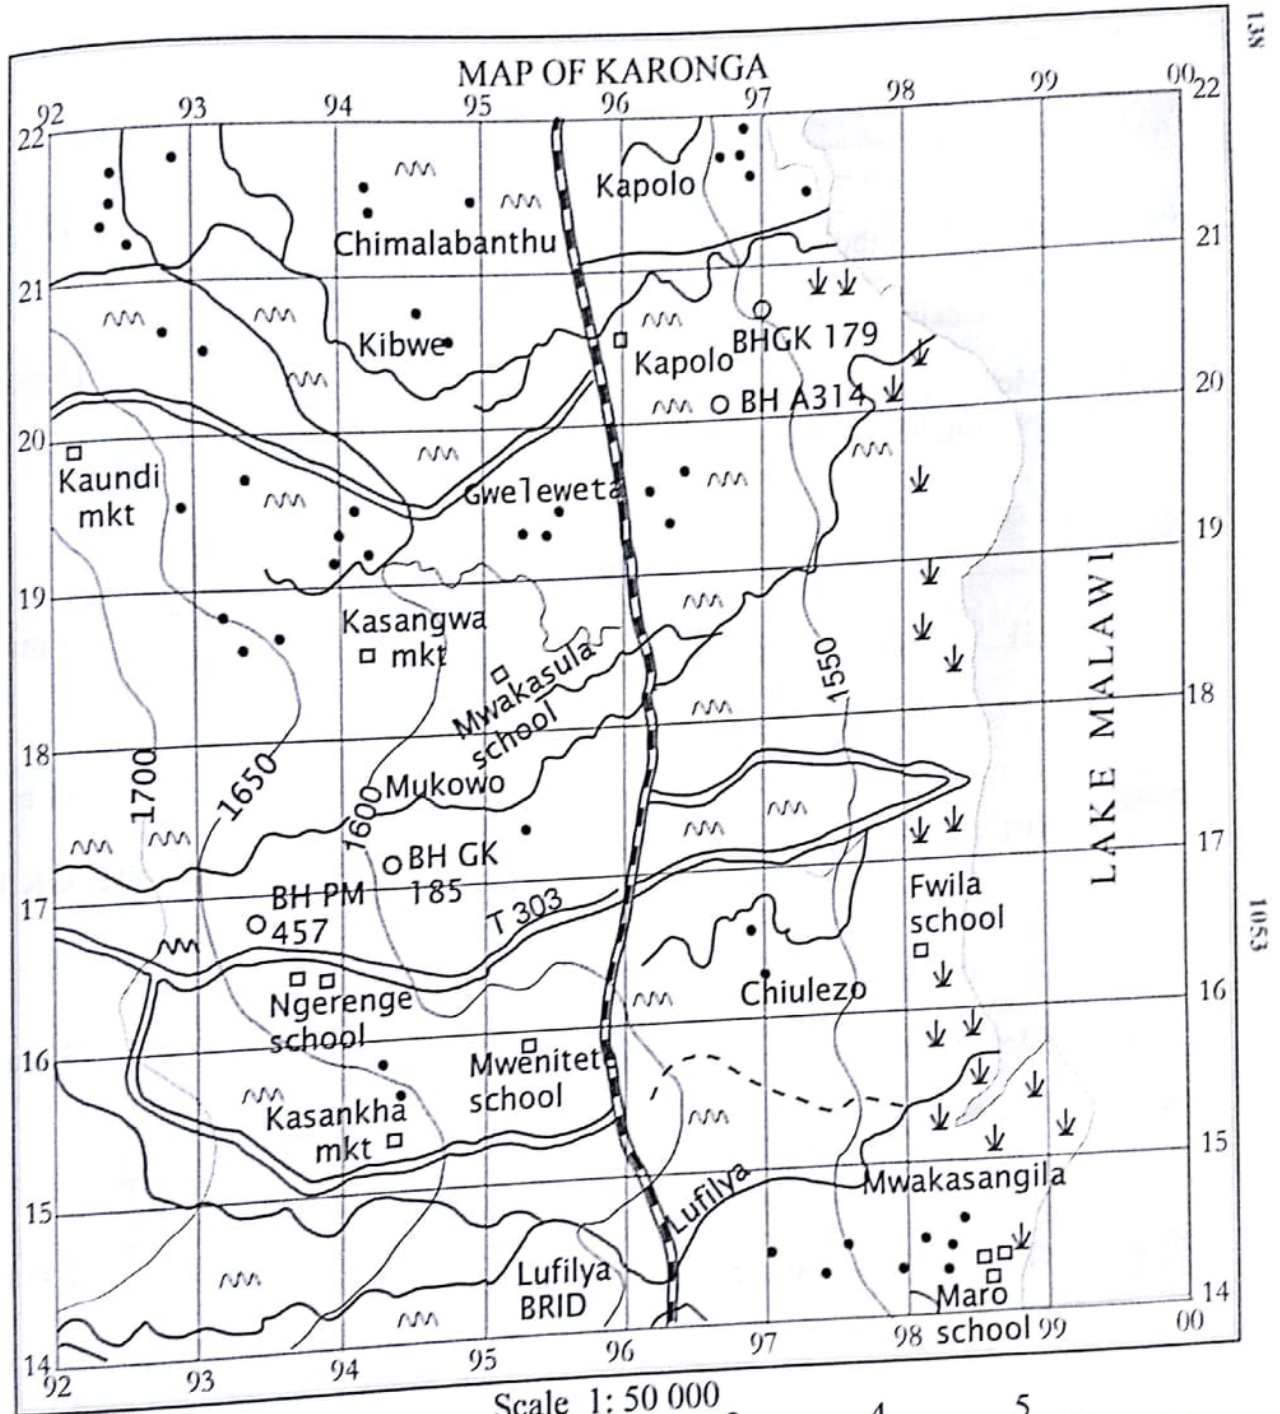 138
MAP OF KARONGA
92 93 94 95 96 97 98 99 00
22 22
Kapolo
Chimalabanthu
21 21
Kibwe
Kapolo
BHGK 179
BH A314
20 20
Kaundi
mkt
Gweleweta
19 19
Kasangwa
mkt
Mwakasula
school
1550
LAKE MALAWI
18 18
1700
1650
1600
Mukowo
BH GK
185
17 17
BH PM
457
T 303
Fwila
school
1053
Ngerenge
school
Chiulezo
16 16
Mwenitet
school
Kasankha
mkt
15 15
Lufilya
Mwakasangila
Lufilya
BRID
Maro
school
14 14
92 93 94 95 96 97 98 99 00
Scale 1: 50 000
4 5